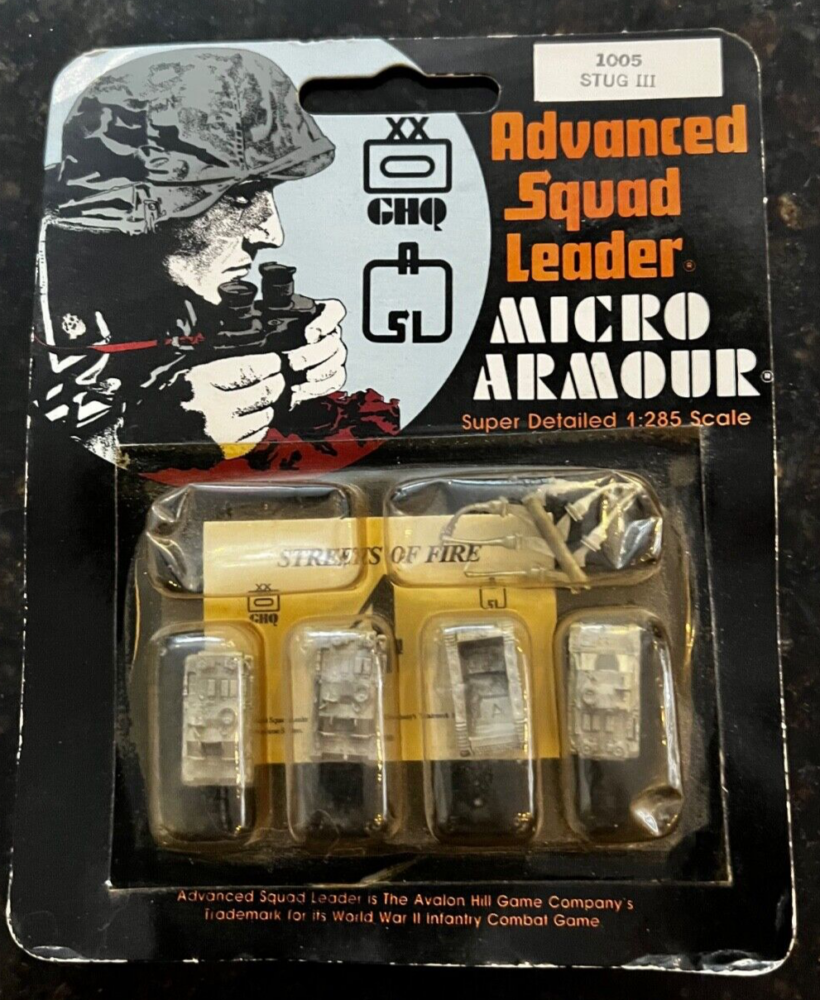 1005
STUG III
XX
GHQ
A
SL
Advanced
Squad
Leader®
MICRO
ARMOUR®
Super Detailed 1:285 Scale
STREETS OF FIRE
XX
GHQ
SL
Advanced Squad Leader is The Avalon Hill Game Company's
Trademark for its World War II Infantry Combat Game.